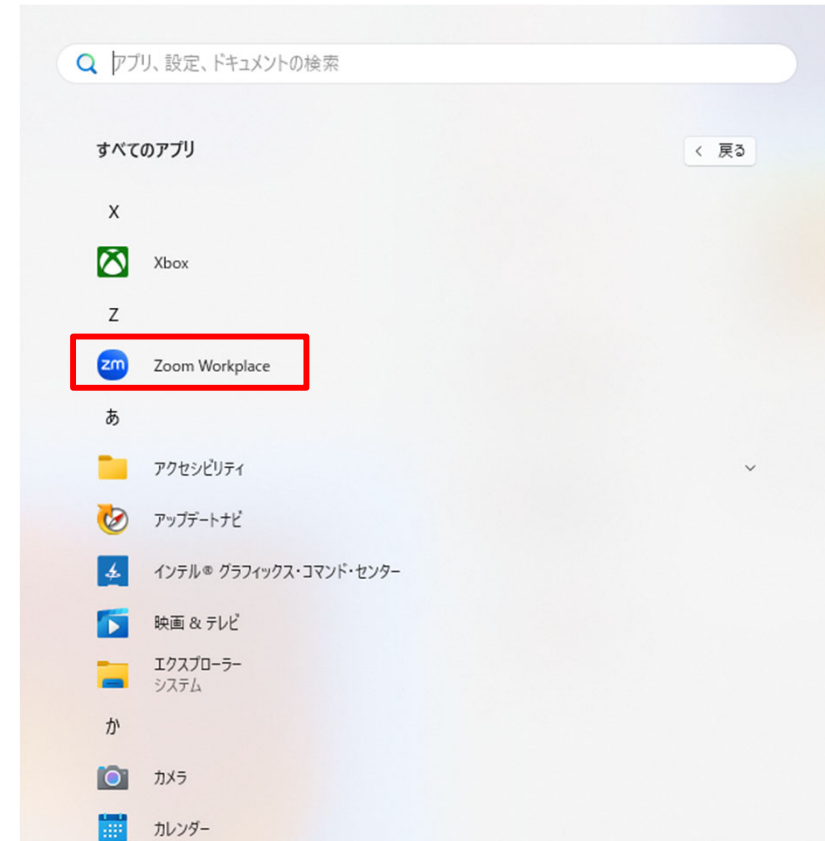 アプリ、設定、ドキュメントの検索
すべてのアプリ
< 戻る
X
Xbox
Z
zm Zoom Workplace
あ
アクセシビリティ
アップデートナビ
インテル® グラフィックス・コマンド・センター
映画 & テレビ
エクスプローラー
システム
か
カメラ
カレンダー